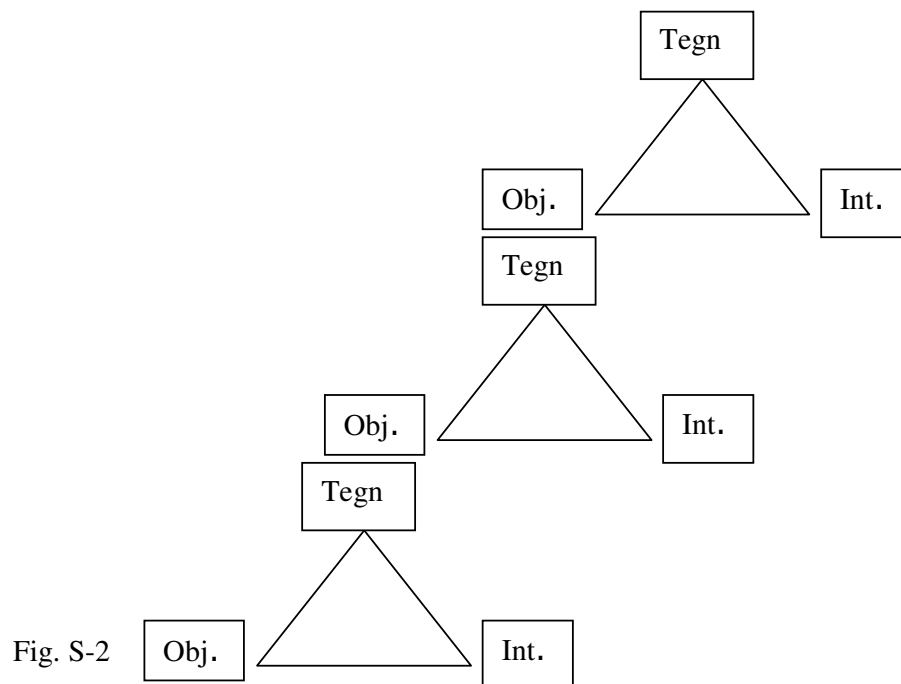 Tegn
Obj.
Int.
Tegn
Obj.
Int.
Tegn
Fig. S-2
Obj.
Int.